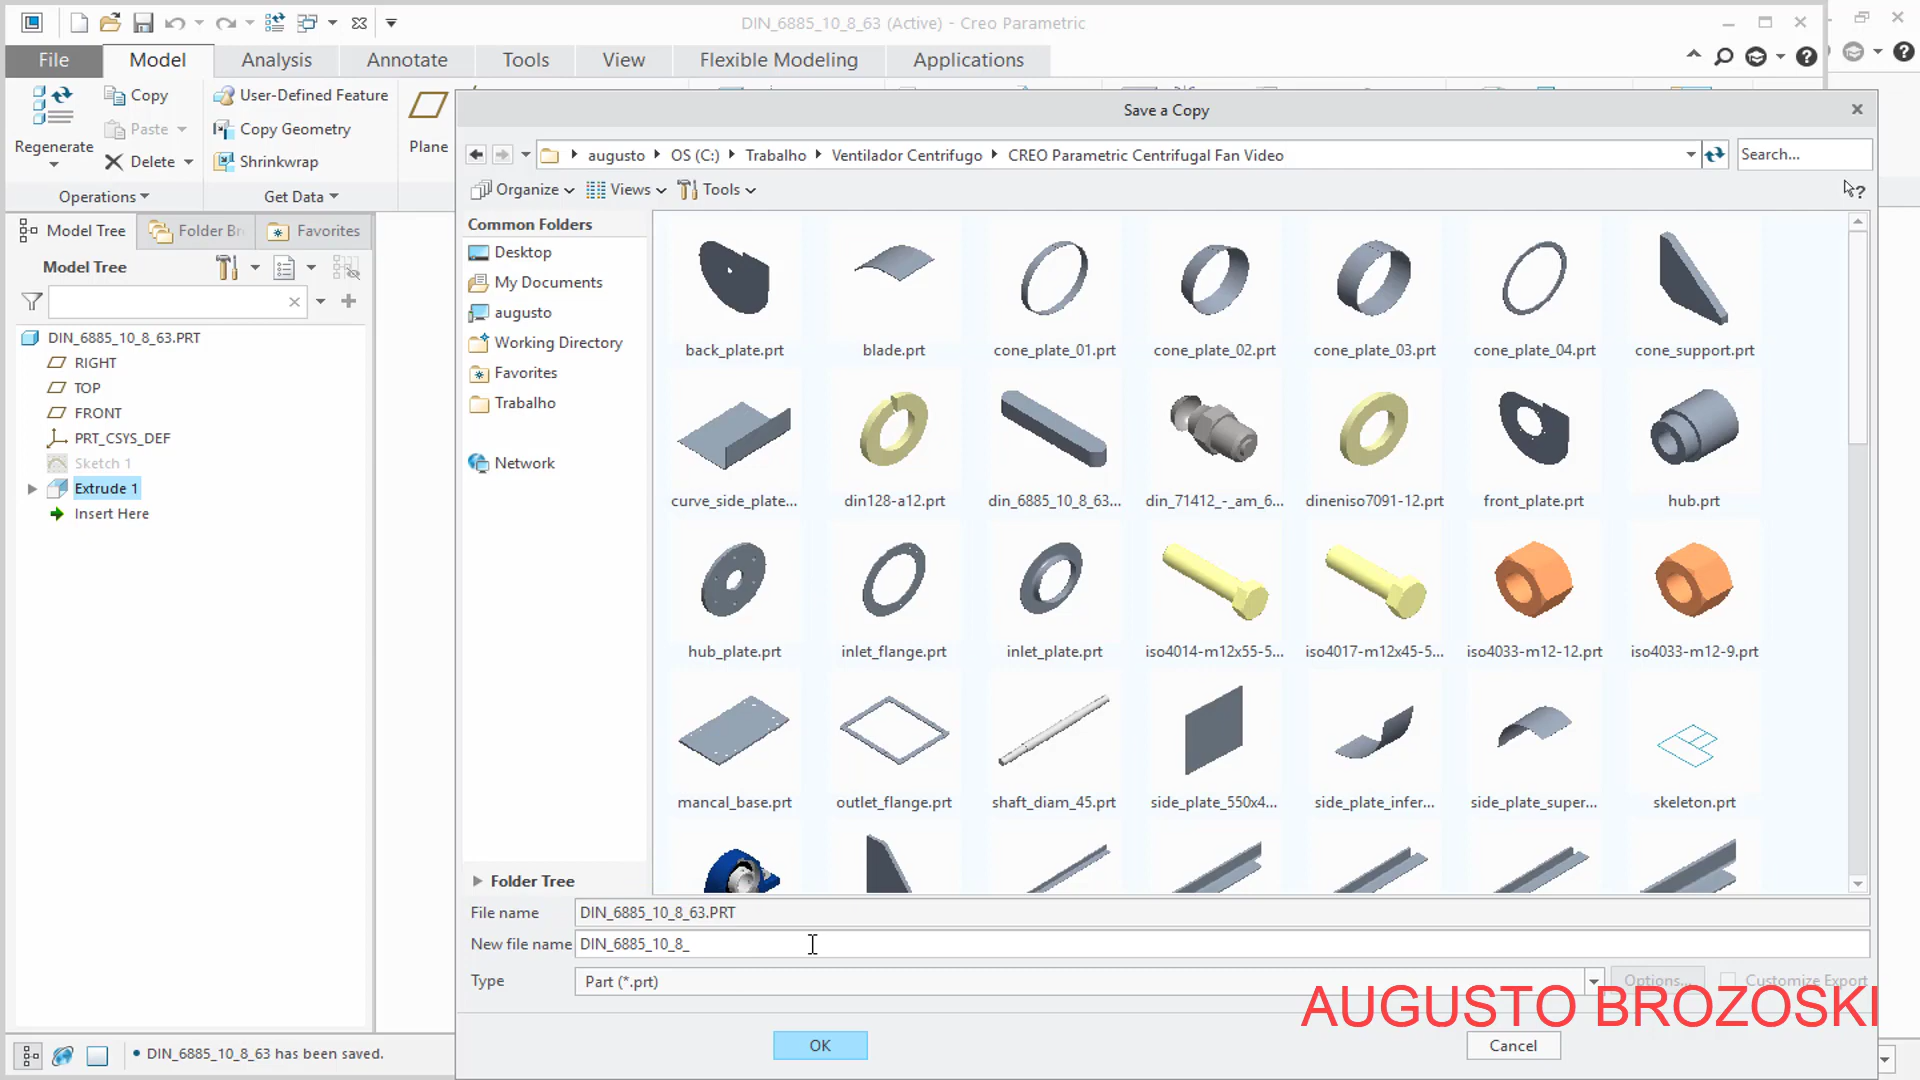 DIN_6885_10_8_63 (Active) - Creo Parametric
File
Model
Analysis
Annotate
Tools
View
Flexible Modeling
Applications
Regenerate
Copy
Paste
Delete
Operations
User-Defined Feature
Copy Geometry
Shrinkwrap
Get Data
Plane
Model Tree
Folder Br
Favorites
Model Tree
DIN_6885_10_8_63.PRT
RIGHT
TOP
FRONT
PRT_CSYS_DEF
Sketch 1
Extrude 1
Insert Here
Save a Copy
augusto
OS (C:)
Trabalho
Ventilador Centrifugo
CREO Parametric Centrifugal Fan Video
Search...
Organize
Views
Tools
Common Folders
Desktop
My Documents
augusto
Working Directory
Favorites
Trabalho
Network
Folder Tree
back_plate.prt
blade.prt
cone_plate_01.prt
cone_plate_02.prt
cone_plate_03.prt
cone_plate_04.prt
cone_support.prt
curve_side_plate...
din128-a12.prt
din_6885_10_8_63...
din_71412_-_am_6...
dineniso7091-12.prt
front_plate.prt
hub.prt
hub_plate.prt
inlet_flange.prt
inlet_plate.prt
iso4014-m12x55-5...
iso4017-m12x45-5...
iso4033-m12-12.prt
iso4033-m12-9.prt
mancal_base.prt
outlet_flange.prt
shaft_diam_45.prt
side_plate_550x4...
side_plate_infer...
side_plate_super...
skeleton.prt
File name
DIN_6885_10_8_63.PRT
New file name
DIN_6885_10_8_
Type
Part (*.prt)
Options...
Customize Export
AUGUSTO BROZOSKI
OK
Cancel
• DIN_6885_10_8_63 has been saved.